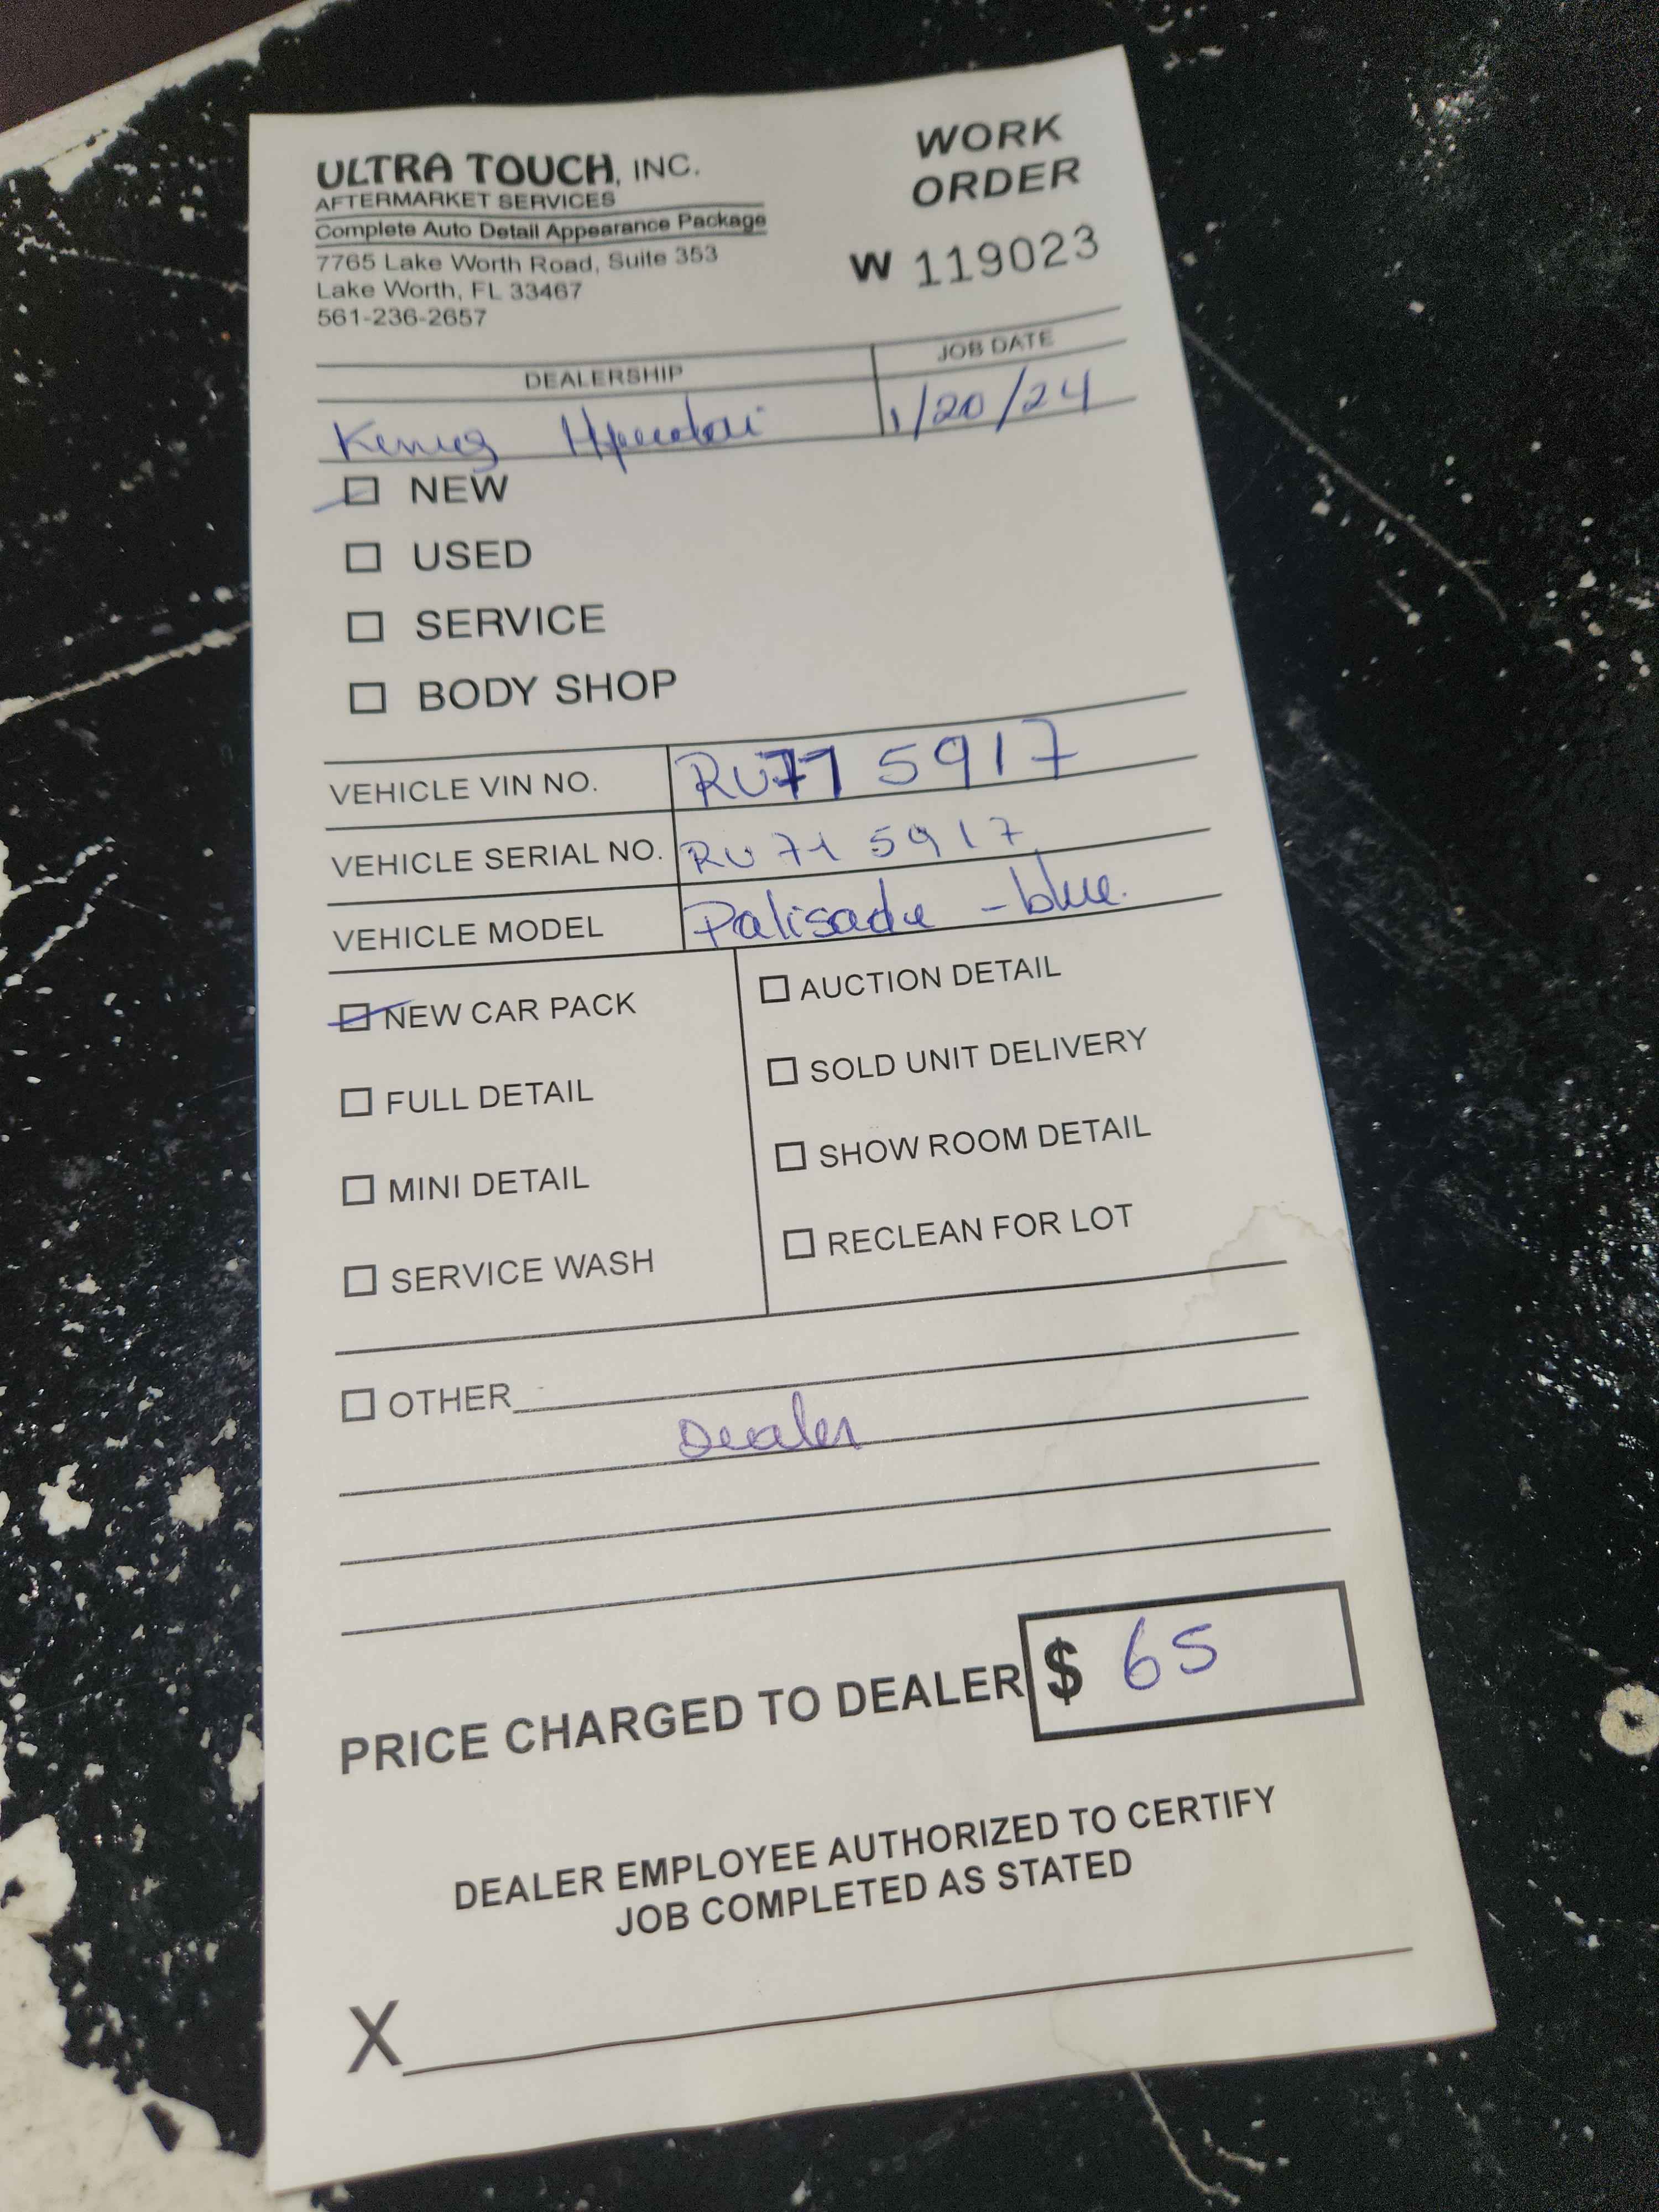 ULTRA TOUCH, INC.
AFTERMARKET SERVICES
Complete Auto Detail Appearance Package
7765 Lake Worth Road, Suite 353
Lake Worth, FL 33467
561-236-2657
WORK
ORDER
W 119023
DEALERSHIP
JOB DATE
1/20/24
NEW
USED
SERVICE
BODY SHOP
VEHICLE VIN NO. RU71 5917
VEHICLE SERIAL NO. RU71 5917
VEHICLE MODEL Palisade - blue.
NEW CAR PACK
FULL DETAIL
MINI DETAIL
SERVICE WASH
AUCTION DETAIL
SOLD UNIT DELIVERY
SHOW ROOM DETAIL
RECLEAN FOR LOT
OTHER
Dealer
PRICE CHARGED TO DEALER $ 65
DEALER EMPLOYEE AUTHORIZED TO CERTIFY
JOB COMPLETED AS STATED
X